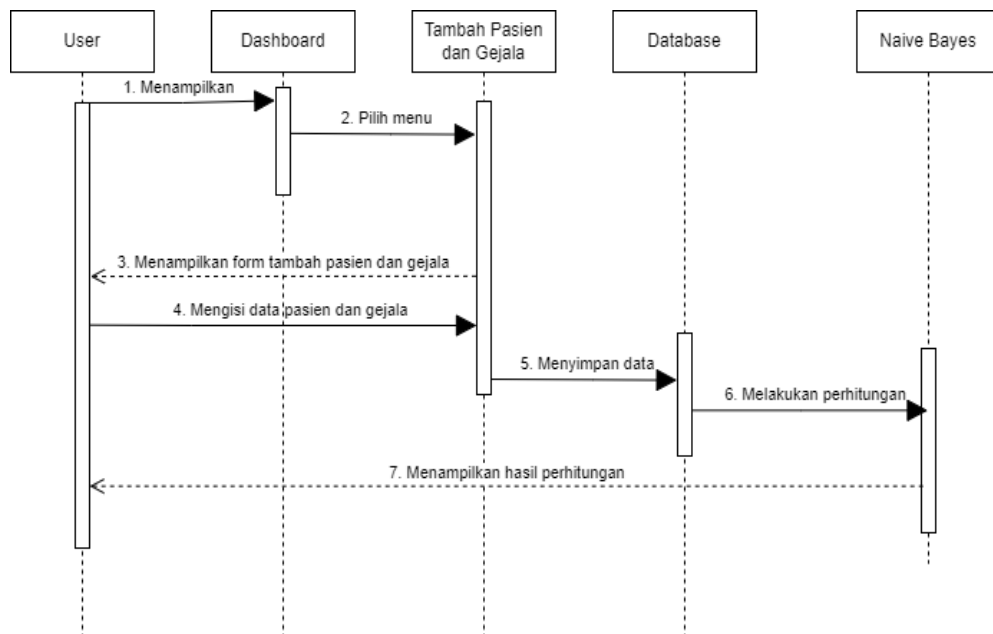 User
Dashboard
Tambah Pasien
dan Gejala
Database
Naive Bayes
1. Menampilkan
2. Pilih menu
3. Menampilkan form tambah pasien dan gejala
4. Mengisi data pasien dan gejala
5. Menyimpan data
6. Melakukan perhitungan
7. Menampilkan hasil perhitungan